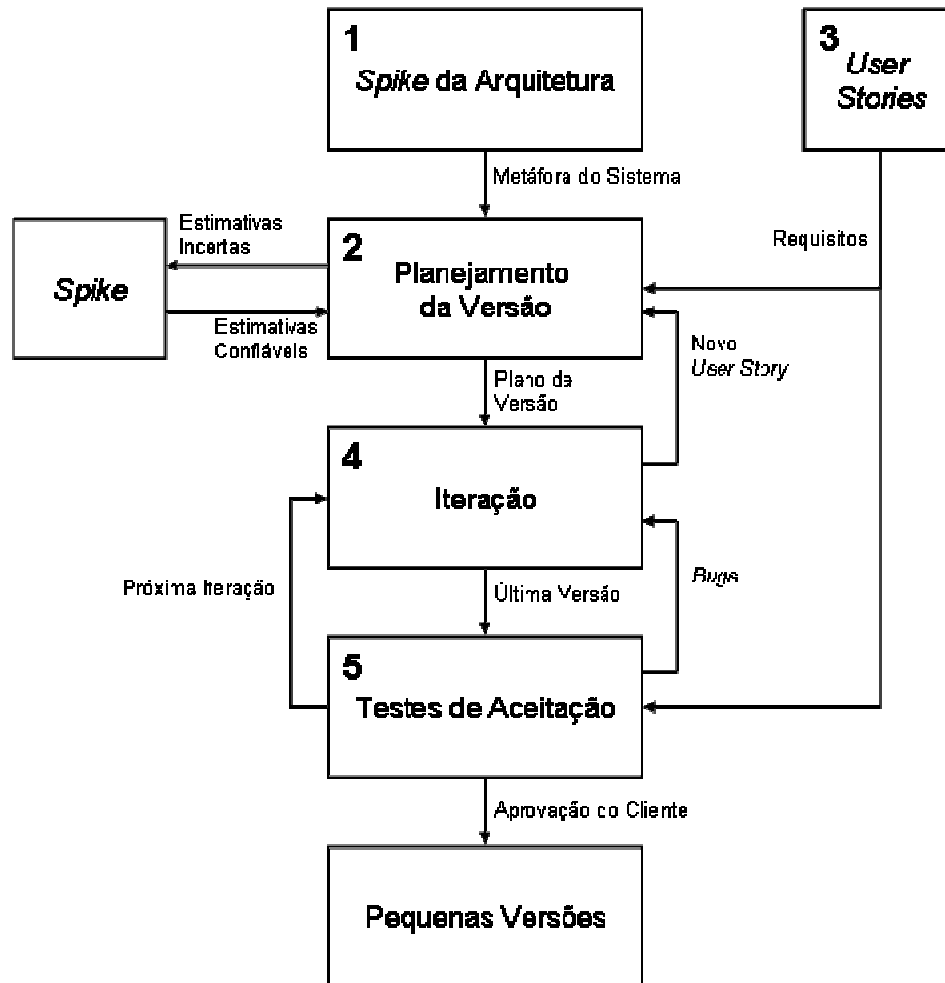 1
Spike da Arquitetura
3
User
Stories
Metáfora do Sistema
Estimativas
Incertas
2
Planejamento
da Versão
Requisitos
Spike
Estimativas
Confiáveis
Novo
User Story
Plano da
Versão
4
Iteração
Próxima Iteração
Última Versão
Bugs
5
Testes de Aceitação
Aprovação do Cliente
Pequenas Versões